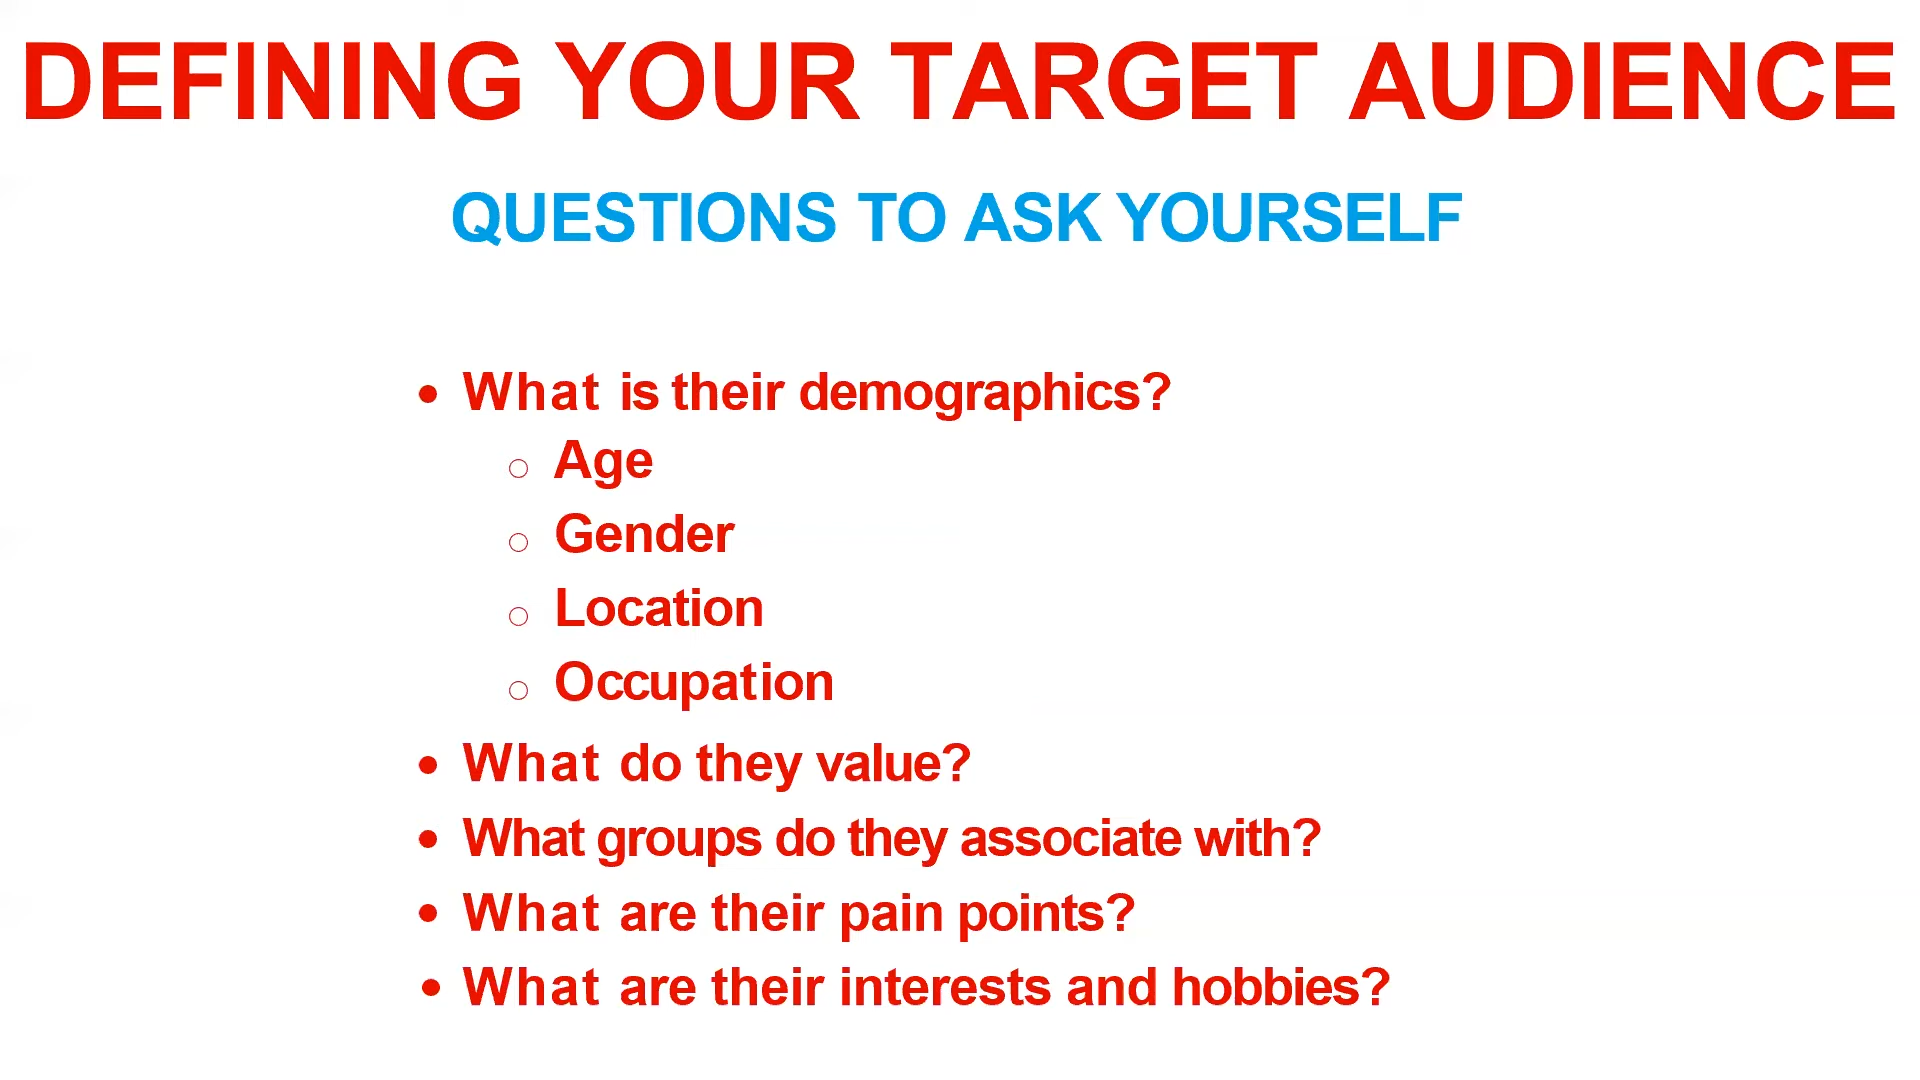 DEFINING YOUR TARGET AUDIENCE
QUESTIONS TO ASK YOURSELF
• What is their demographics?
○ Age
○ Gender
○ Location
○ Occupation
• What do they value?
• What groups do they associate with?
• What are their pain points?
• What are their interests and hobbies?